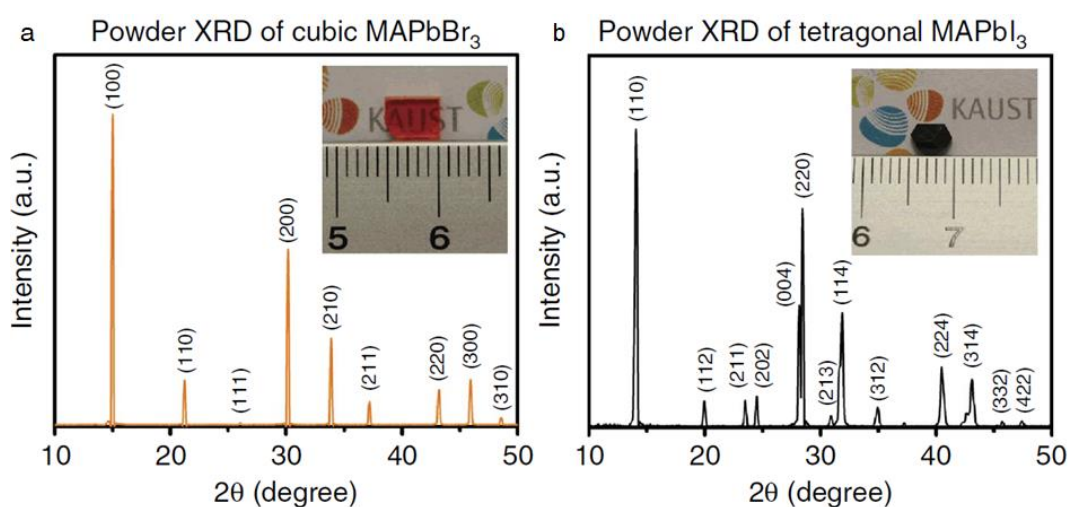 a Powder XRD of cubic MAPbBr₃
Intensity (a.u.)
(100)
(110)
(111)
(200)
(210)
(211)
(220)
(300)
(310)
KAUST
5 6
10 20 30 40 50
2θ (degree)
b Powder XRD of tetragonal MAPbI₃
Intensity (a.u.)
(110)
(112)
(211)
(202)
(004)
(220)
(213)
(114)
(312)
(224)
(314)
(332)
(422)
KAUST
6 7
10 20 30 40 50
2θ (degree)